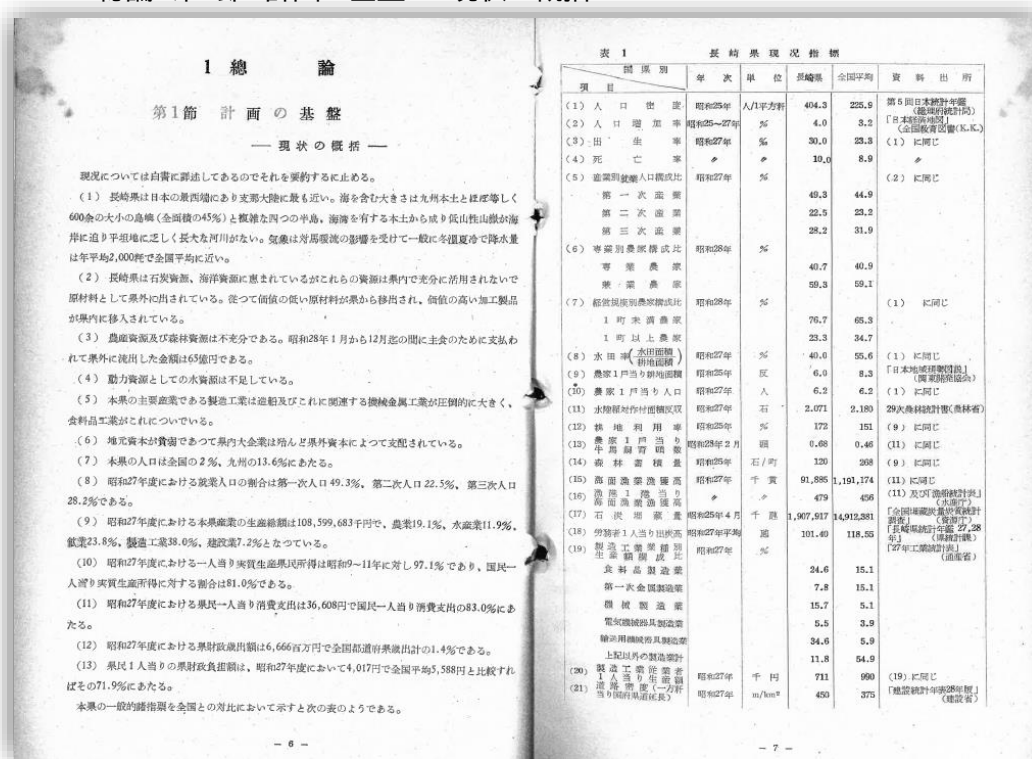 1 總 論
第1節 計画の基盤
― 現状の概括 ―
現況については白書に詳述してあるのでそれを要約するに止める。
(1) 長崎県は日本の最西端にあり支那大陸に最も近い。海を含む大きさは九州本土とほぼ等しく
600余の大小の島嶼(全面積の45%)と複雑な四つの半島、海湾を有する本土から成り低山性山嶽が海
岸に迫り平坦地に乏しく長大な河川がない。気象は対馬暖流の影響を受けて一般に冬温夏冷で降水量
は年平均2,000粍で全国平均に近い。
(2) 長崎県は石炭資源、海洋資源に恵まれているがこれらの資源は県内で充分に活用されないで
原材料として県外に出されている。従つて価値の低い原材料が県から移出され、価値の高い加工製品
が県内に移入されている。
(3) 農産資源及び森林資源は不充分である。昭和28年1月から12月迄の間に主食のために支払わ
れて県外に流出した金額は65億円である。
(4) 動力資源としての水資源は不足している。
(5) 本県の主要産業である製造工業は造船及びこれに関連する機械金属工業が圧倒的に大きく、
食料品工業がこれについでいる。
(6) 地元資本が貧弱であつて県内大企業は殆んど県外資本によつて支配されている。
(7) 本県の人口は全国の2%、九州の13.6%にあたる。
(8) 昭和27年度における就業人口の割合は第一次人口49.3%、第二次人口22.5%、第三次人口
28.2%である。
(9) 昭和27年度における本県産業の生産総額は108,599,683千円で、農業19.1%、水産業11.9%、
鉱業23.8%、製造工業38.0%、建設業7.2%となつている。
(10) 昭和27年度における一人当り実質生産県民所得は昭和9~11年に対し97.1%であり、国民一
人当り実質生産所得に対する割合は81.0%である。
(11) 昭和27年度における県民一人当り消費支出は36,608円で国民一人当り消費支出の83.0%にあ
たる。
(12) 昭和27年度における県財政歳出額は6,666百万円で全国都道府県歳出計の1.4%である。
(13) 県民1人当りの県財政負担額は、昭和27年度において4,017円で全国平均5,588円と比較すれ
ばその71.9%にあたる。
本県の一般的諸指票を全国との対比において示すと次の表のようである。
― 6 ―
表 1 長崎県現況指標
国県別 項目 年次 単位 長崎県 全国平均 資料出所
(1) 人口密度 昭和25年 人/1平方粁 404.3 225.9 第5回日本統計年鑑(総理府統計局)
(2) 人口増加率 昭和25~27年 % 4.0 3.2 「日本経済地図」(全国教育図書K.K.)
(3) 出生率 昭和27年 ‰ 30.0 23.3 (1)に同じ
(4) 死亡率 〃 〃 10.0 8.9 〃
(5) 産業別就業人口構成比 昭和27年 % (2)に同じ
第一次産業 49.3 44.9
第二次産業 22.5 23.2
第三次産業 28.2 31.9
(6) 専業別農家構成比 昭和28年 %
専業農家 40.7 40.9
兼業農家 59.3 59.1
(7) 経営規模別農家構成比 昭和28年 % (1)に同じ
1町未満農家 76.7 65.3
1町以上農家 23.3 34.7
(8) 水田率(水田面積/耕地面積) 昭和27年 % 40.0 55.6 (1)に同じ
(9) 農家1戸当り耕地面積 昭和25年 反 6.0 8.3 (関東開発協会)
(10) 農家1戸当り人口 昭和27年 人 6.2 6.2 (1)に同じ
(11) 水陸稲対作付面積反収 昭和27年 石 2.071 2.180 29次農林統計書(農林省)
(12) 耕地利用率 昭和25年 % 172 151 (9)に同じ
(13) 農家1戸当り牛馬飼育頭数 昭和28年2月 頭 0.68 0.46 (11)に同じ
(14) 森林蓄積量 昭和25年 石/町 120 268 (9)に同じ
(15) 海面漁業漁獲高 昭和27年 千貫 91,885 1,191,174 (11)に同じ
(16) 漁船1隻当り海面漁業漁獲高 〃 〃 479 456 (11)及び「漁船統計表」(水産庁)
(17) 石炭埋蔵量 昭和25年4月 千瓲 1,907,917 14,912,381 「全国埋蔵炭量炭質統計調査」(資源庁)
(18) 労務者1人当り出炭高 昭和27年平均 瓲 101.40 118.55 「長崎県統計年鑑27,28年」(県統計課)
(19) 製造工業業種別生産額構成比 昭和27年 % 「27年工業統計表」(通産省)
食料品製造業 24.6 15.1
第一次金属製造業 7.8 15.1
機械製造業 15.7 5.1
電気機械器具製造業 5.5 3.9
輸送用機械器具製造業 34.6 5.9
上記以外の製造業計 11.8 54.9
(20) 製造工業従業者1人当り生産額 昭和27年 千円 711 990 (19)に同じ
(21) 道路密度(一方粁当り国府県道延長) 昭和27年 m/km² 450 375 「建設統計年表28年版」(建設省)
― 7 ―